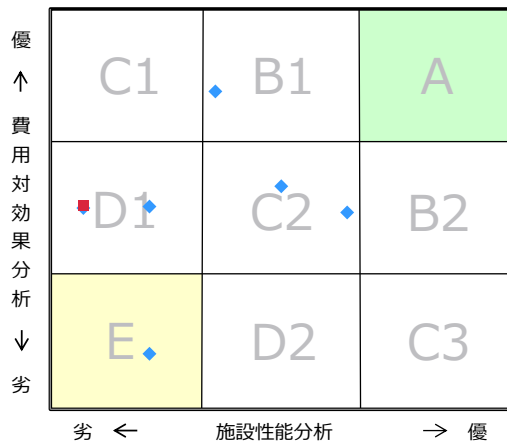 優
↑
費用対効果分析
↓
劣
C1 B1 A
D1 C2 B2
E D2 C3
劣 ← 施設性能分析 → 優